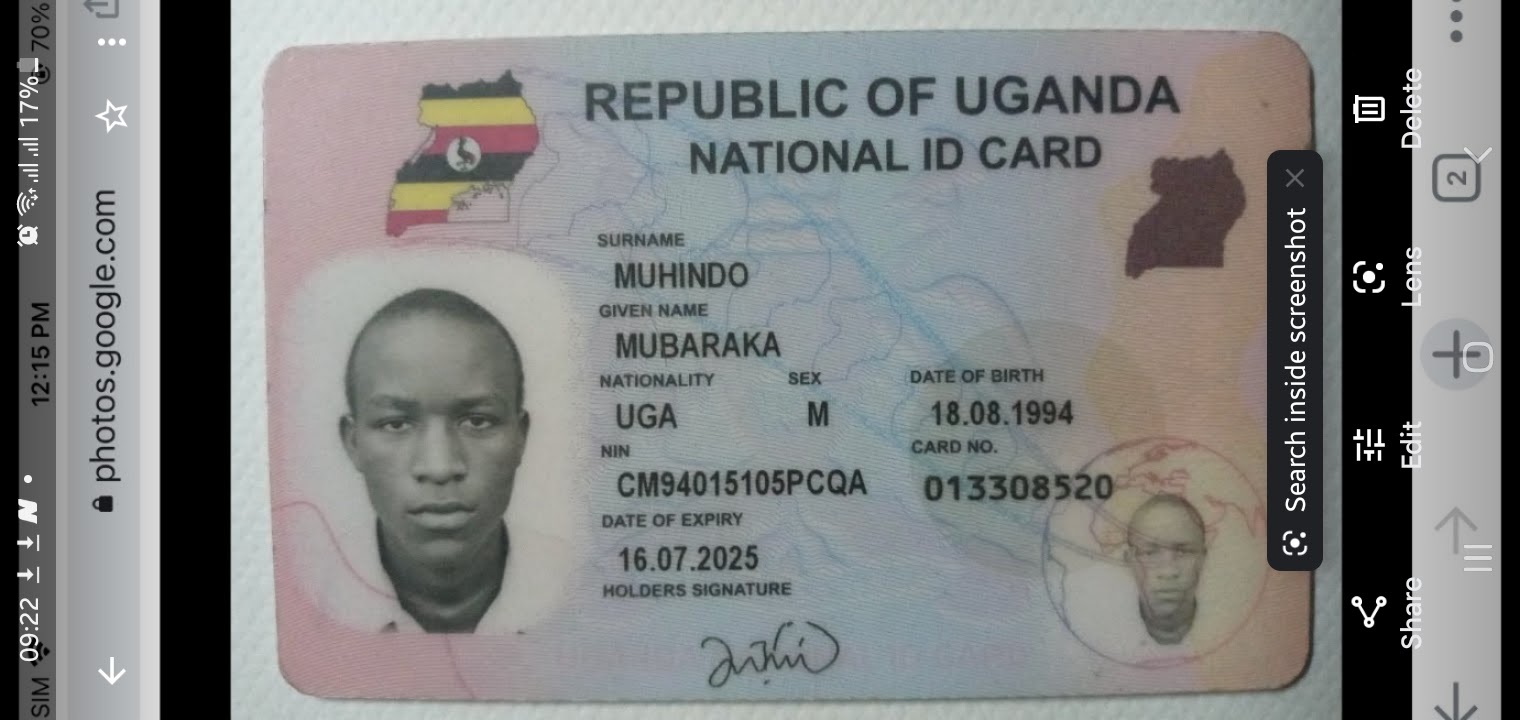 REPUBLIC OF UGANDA
NATIONAL ID CARD
SURNAME
MUHINDO
GIVEN NAME
MUBARAKA
NATIONALITY SEX DATE OF BIRTH
UGA M 18.08.1994
NIN CARD NO.
CM94015105PCQA 013308520
DATE OF EXPIRY
16.07.2025
HOLDERS SIGNATURE
09:22 17%
SIM 12:15 PM 70%
photos.google.com
Search inside screenshot
Share Edit Lens Delete
2